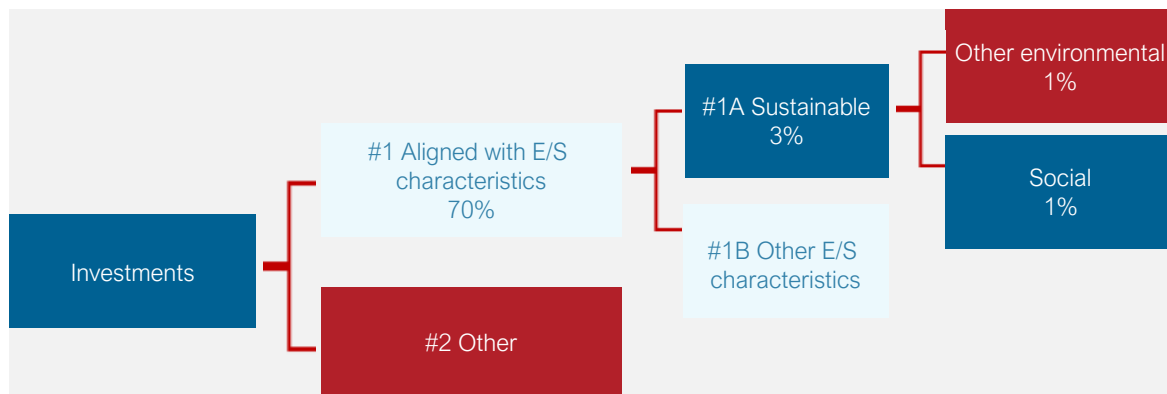 Investments
#1 Aligned with E/S
characteristics
70%
#2 Other
#1A Sustainable
3%
#1B Other E/S
characteristics
Other environmental
1%
Social
1%